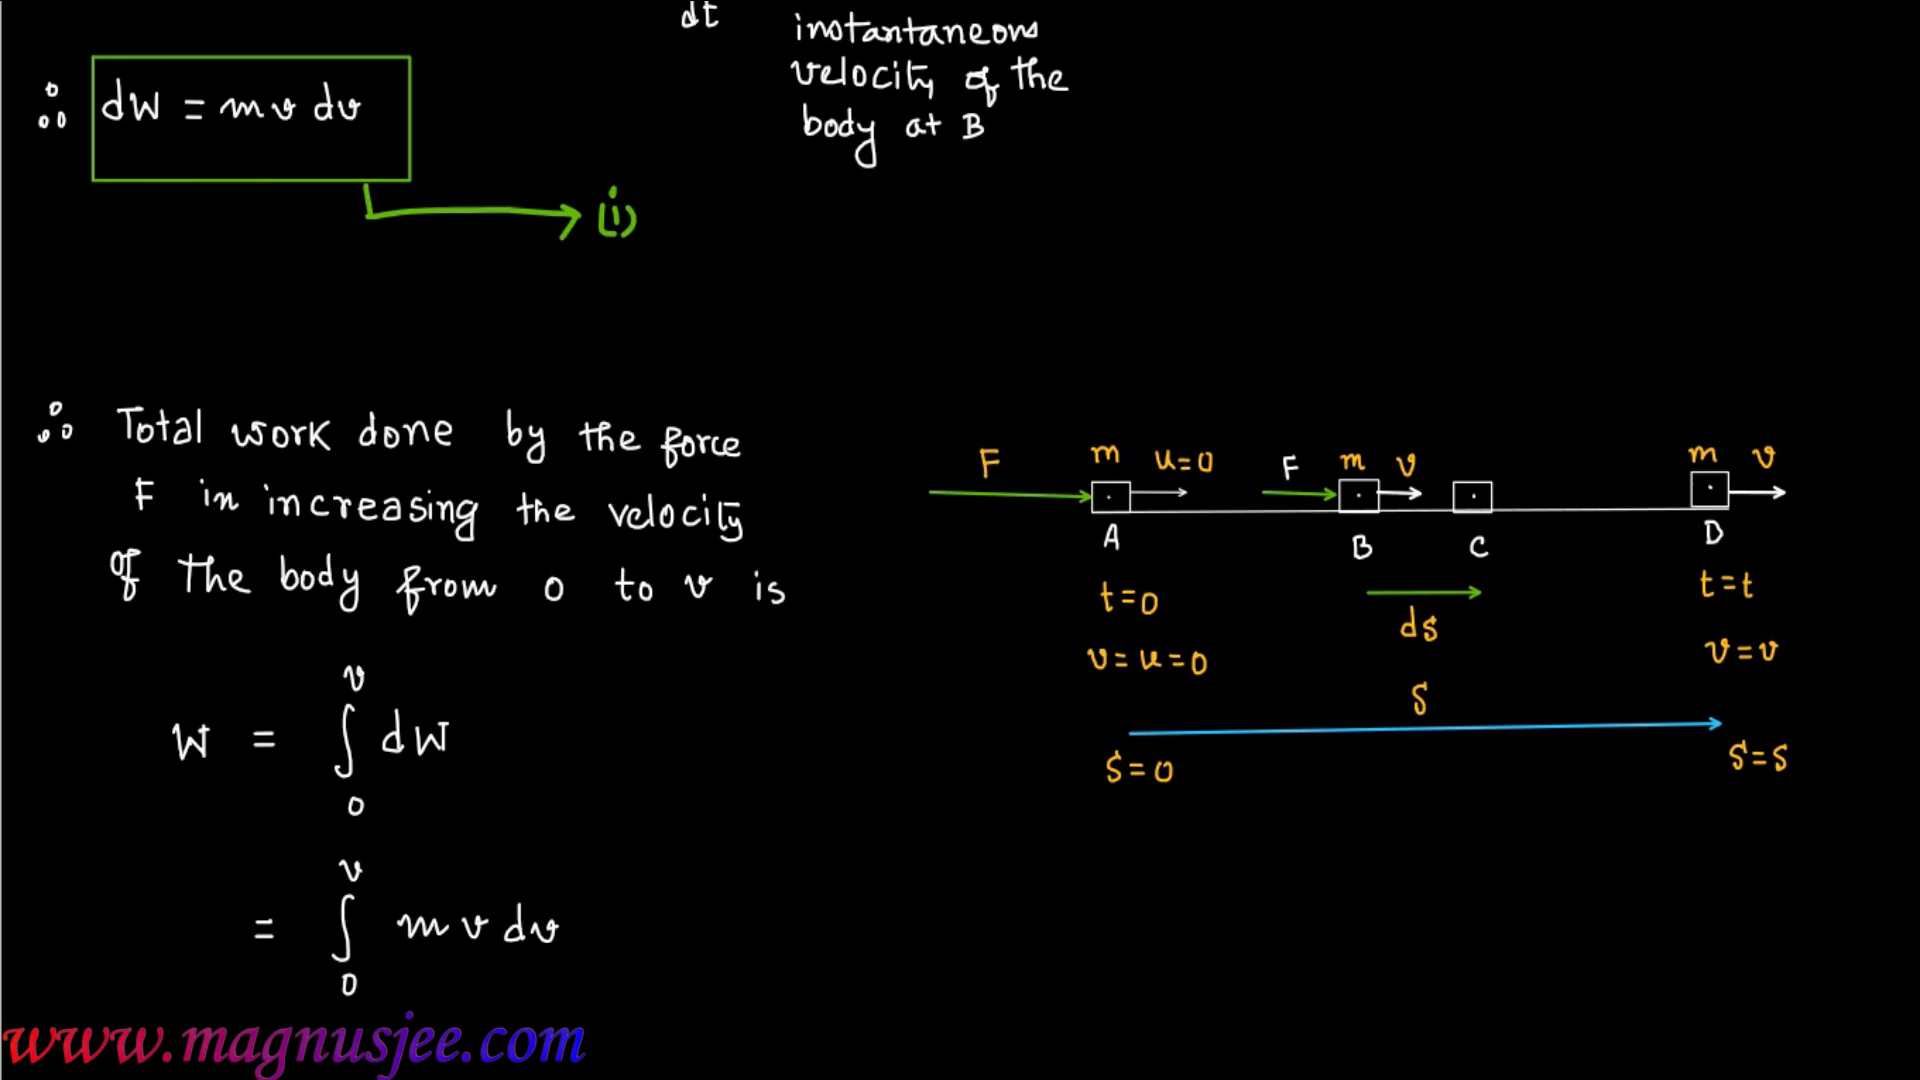 dt
instantaneous
velocity of the
body at B
∴ dW = m v dv
(i)
∴ Total work done by the force
F in increasing the velocity
of the body from 0 to v is
W = ∫₀ᵛ dW
= ∫₀ᵛ m v dv
F m u=0 F m v m v
A B C D
t=0 t=t
ds
v=u=0 v=v
S
S=0 S=s
www.magnusjee.com